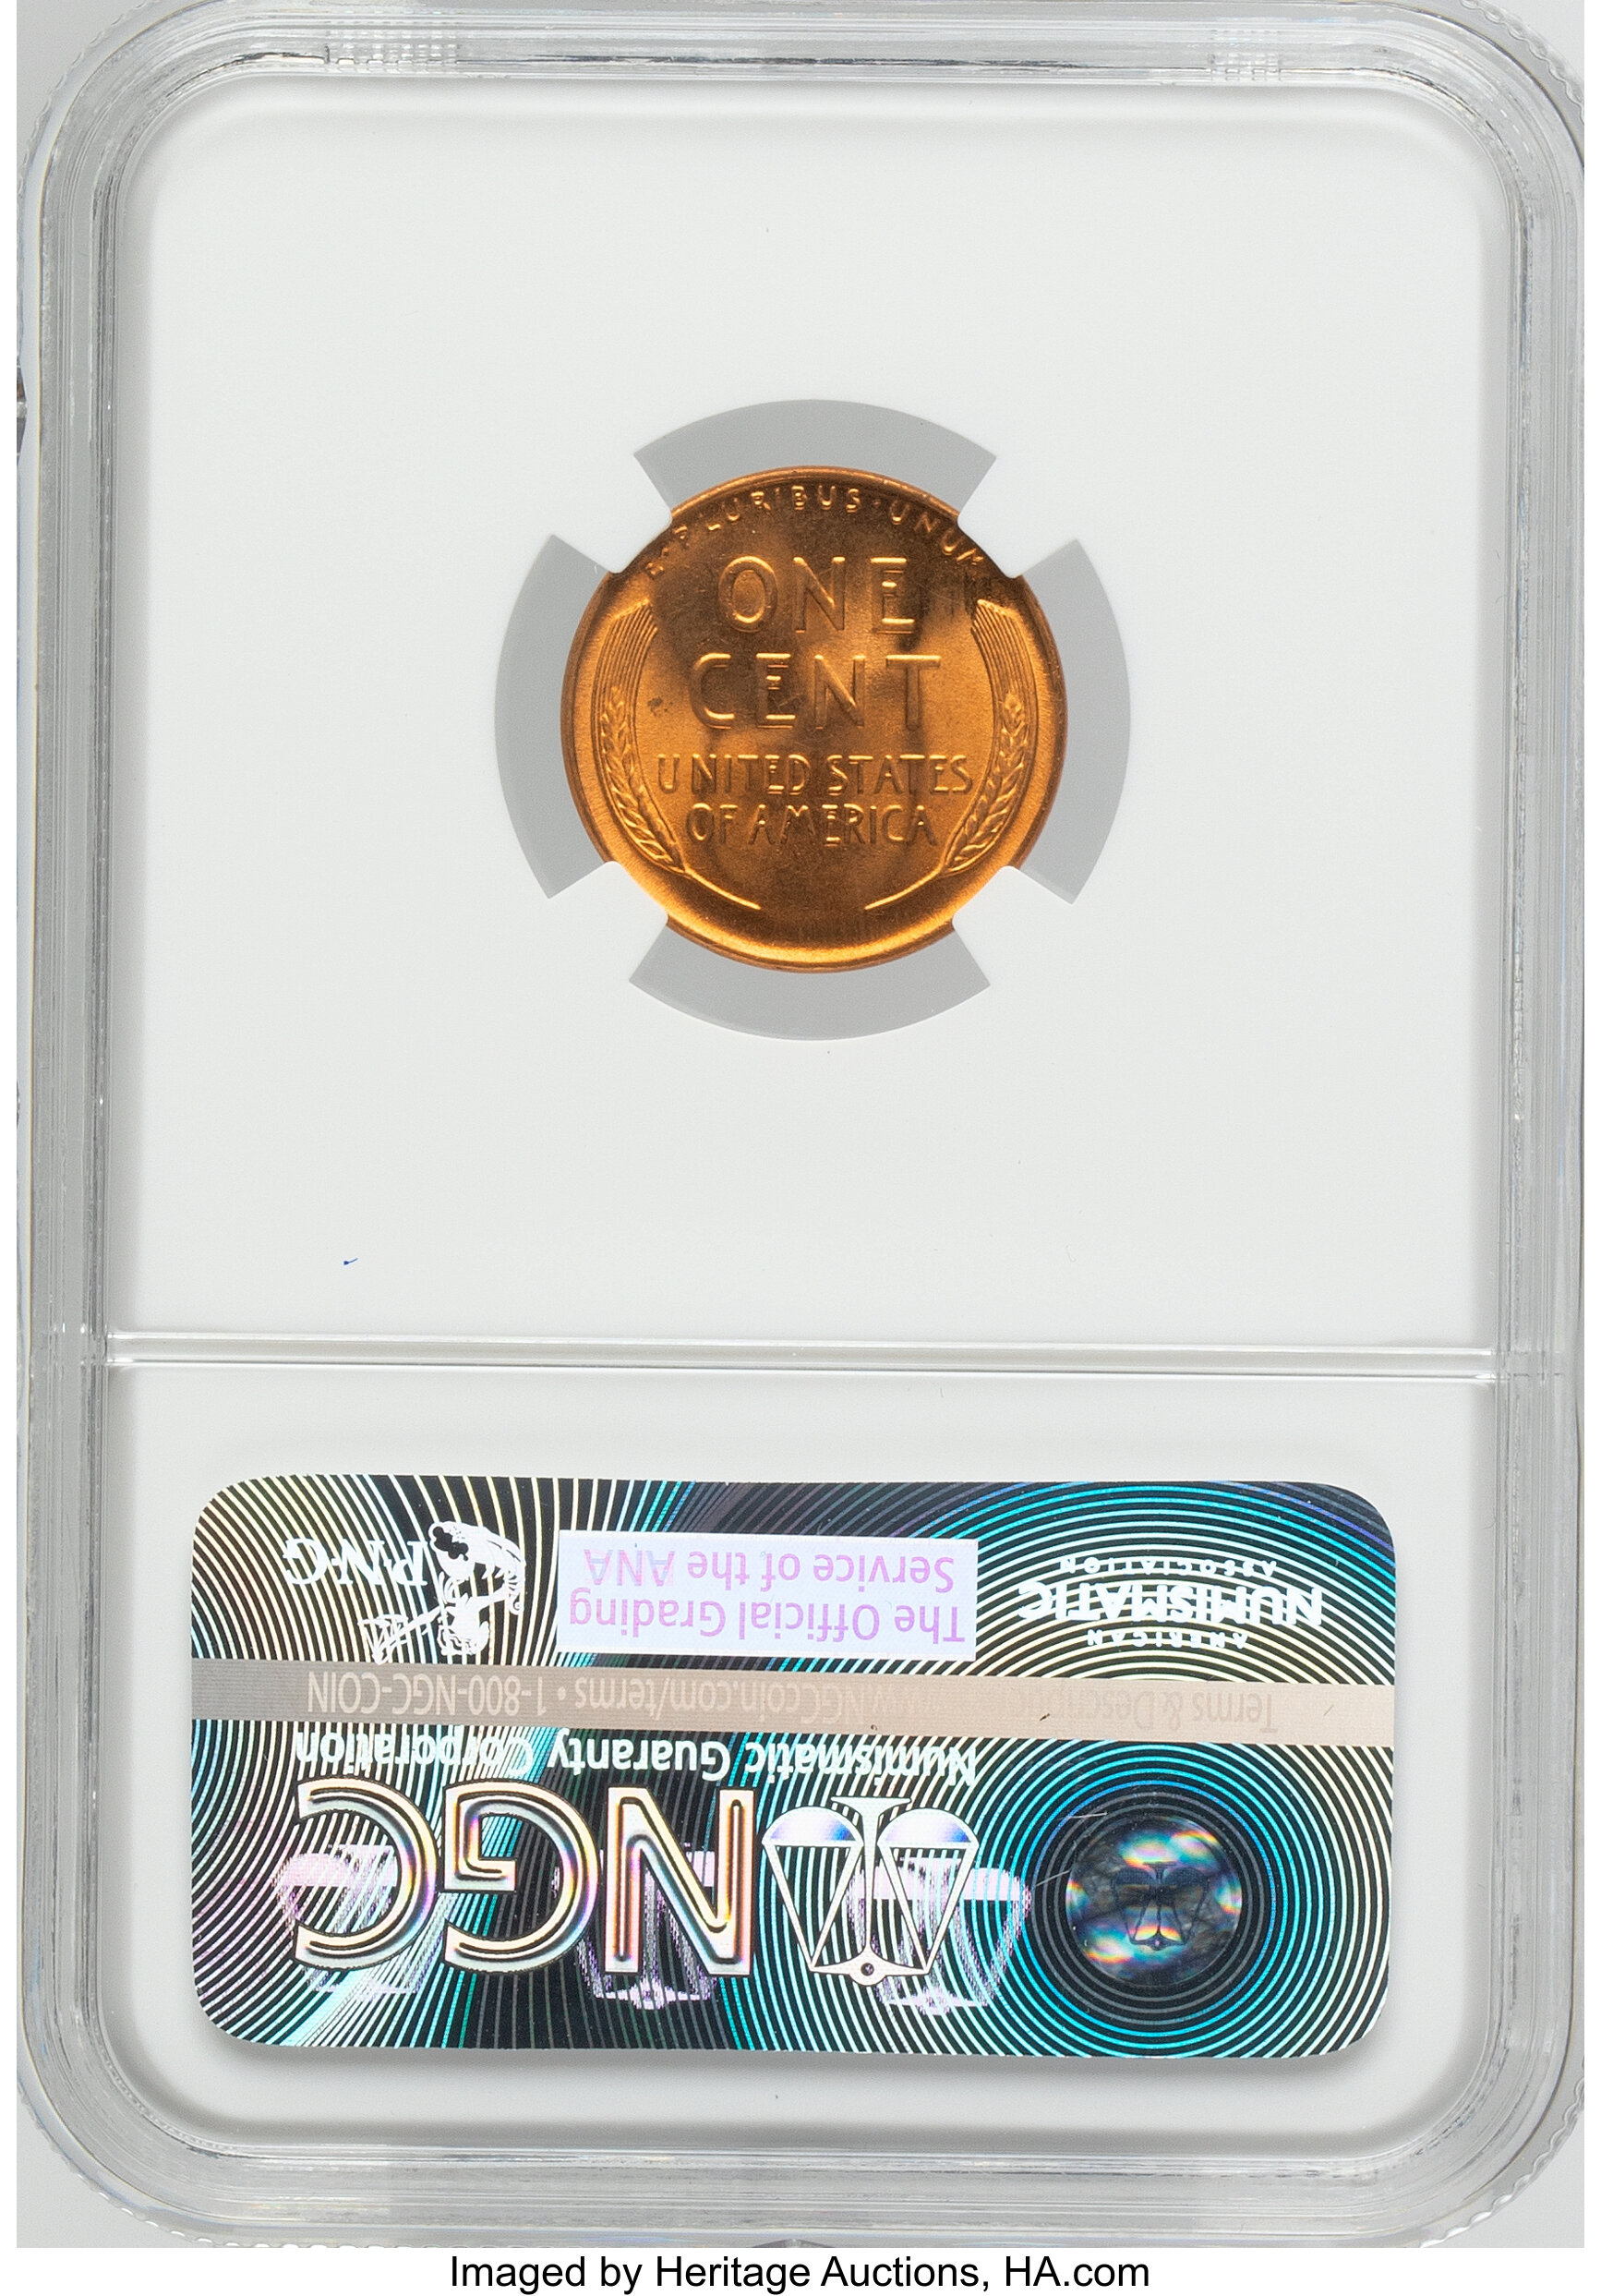 E·PLURIBUS·UNUM
ONE
CENT
UNITED STATES
OF AMERICA
NGC
Numismatic Guaranty Corporation
Terms & Descriptions www.NGCcoin.com/terms • 1-800-NGC-COIN
AMERICAN
NUMISMATIC
ASSOCIATION
The Official Grading
Service of the ANA
P·N·G
Imaged by Heritage Auctions, HA.com